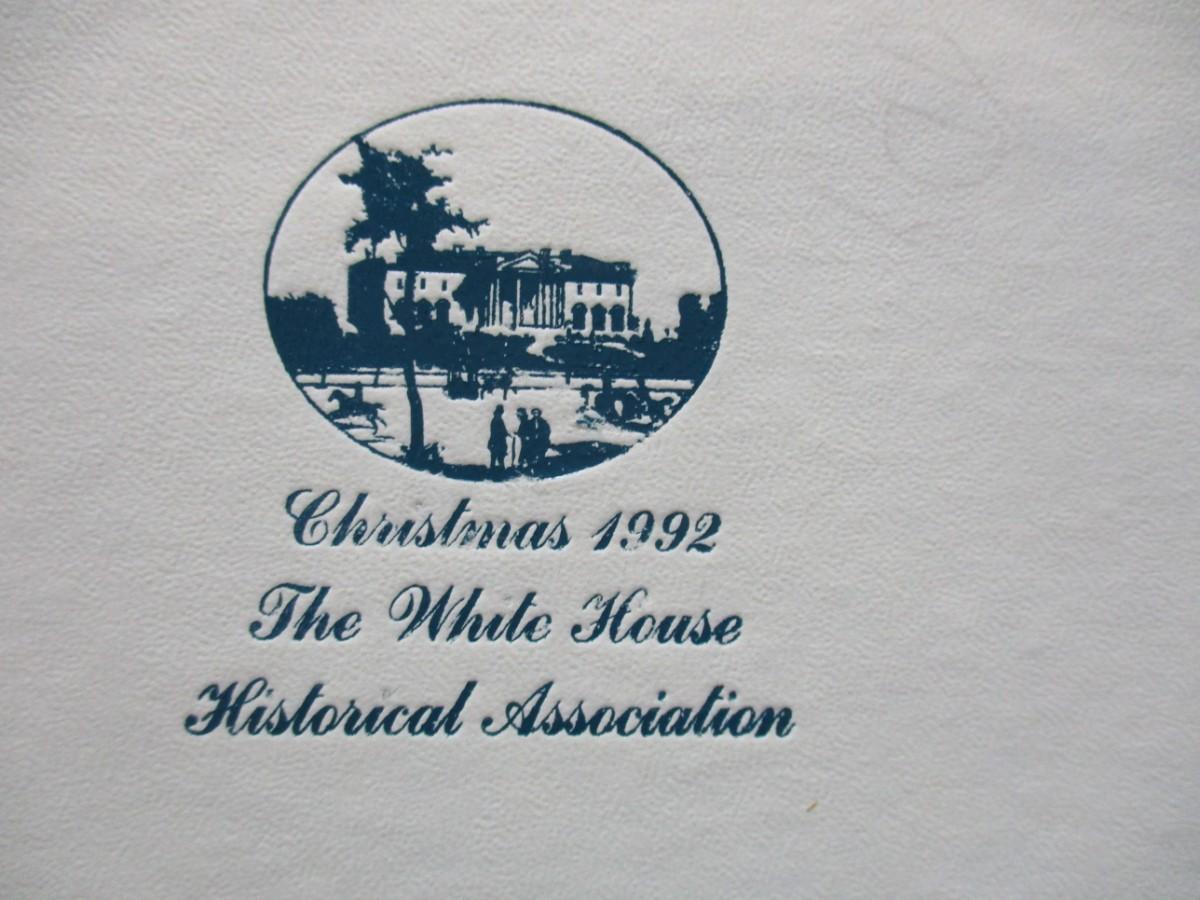 Christmas 1992
The White House
Historical Association